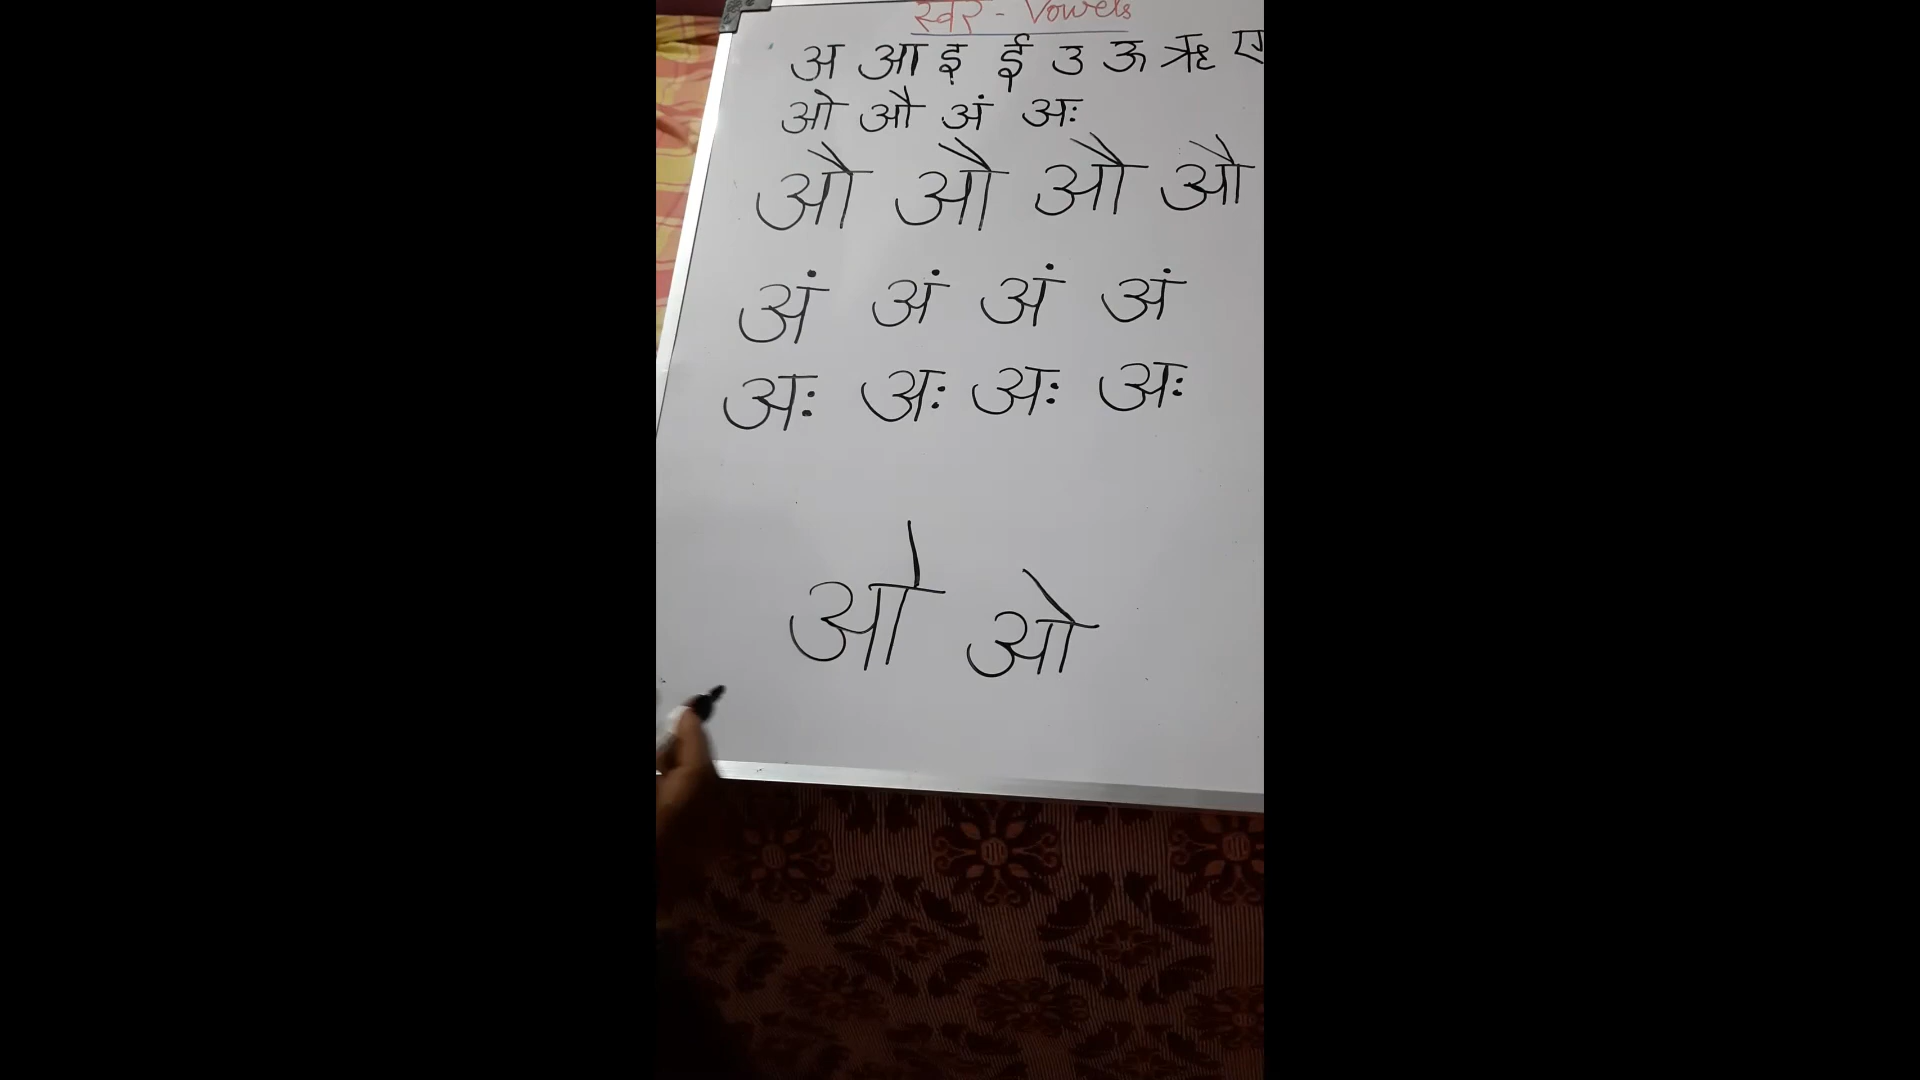 स्वर - Vowels
अ आ इ ई उ ऊ ऋ ए
ओ औ अं अः
औ औ औ औ
अं अं अं अं
अः अः अः अः
ओ ओ